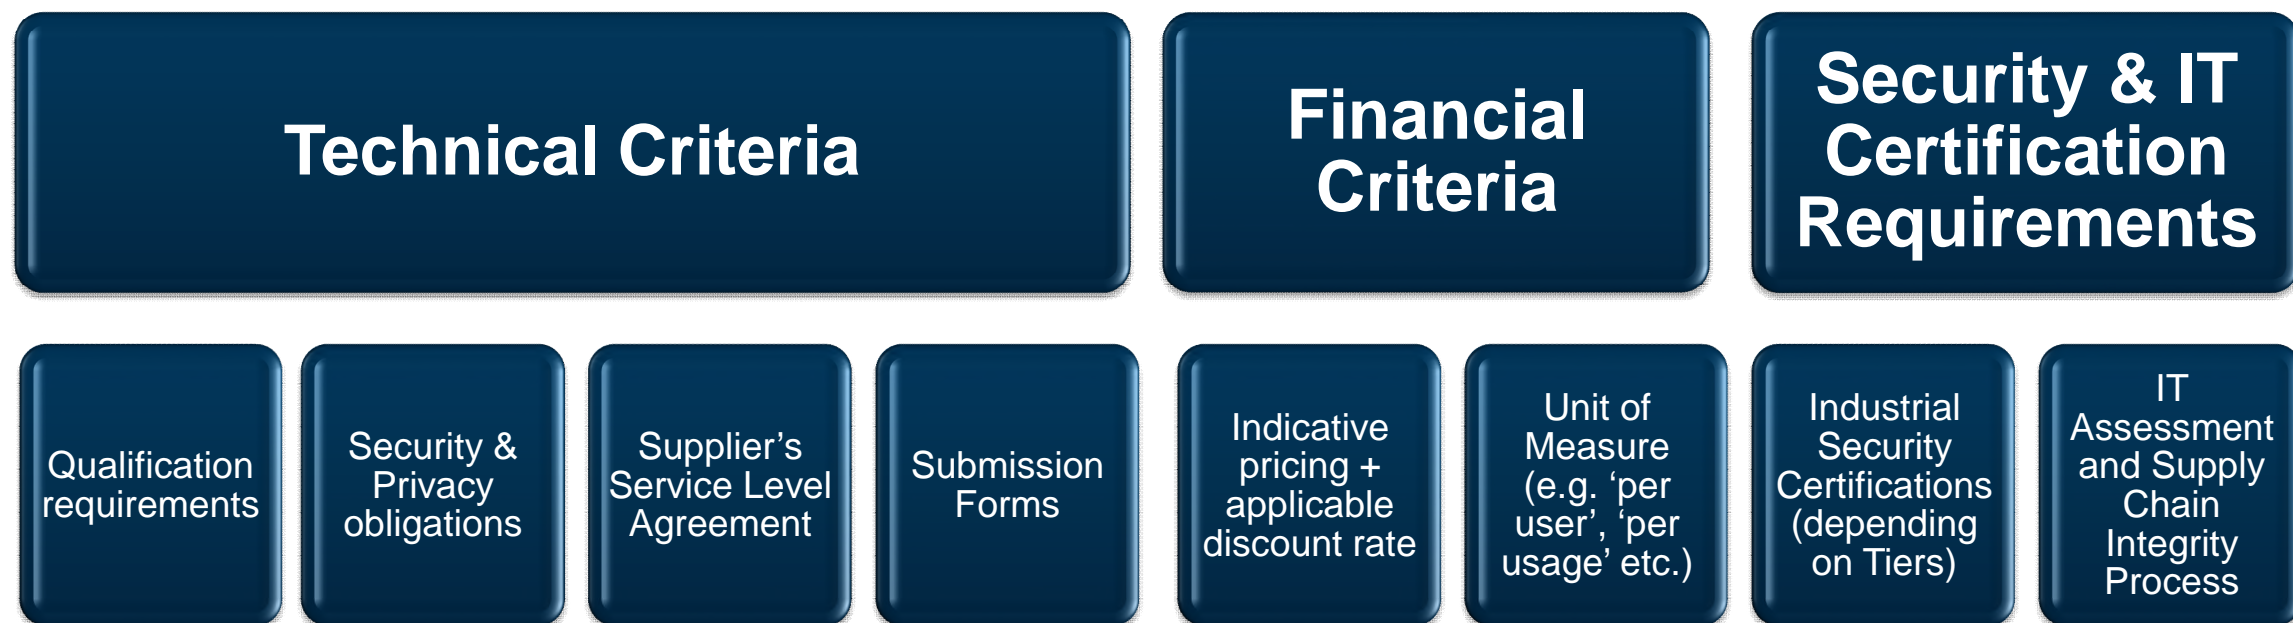 Technical Criteria
Financial
Criteria
Security & IT
Certification
Requirements
Qualification
requirements
Security &
Privacy
obligations
Supplier’s
Service Level
Agreement
Submission
Forms
Indicative
pricing +
applicable
discount rate
Unit of
Measure
(e.g. ‘per
user’, ‘per
usage’ etc.)
Industrial
Security
Certifications
(depending
on Tiers)
IT
Assessment
and Supply
Chain
Integrity
Process